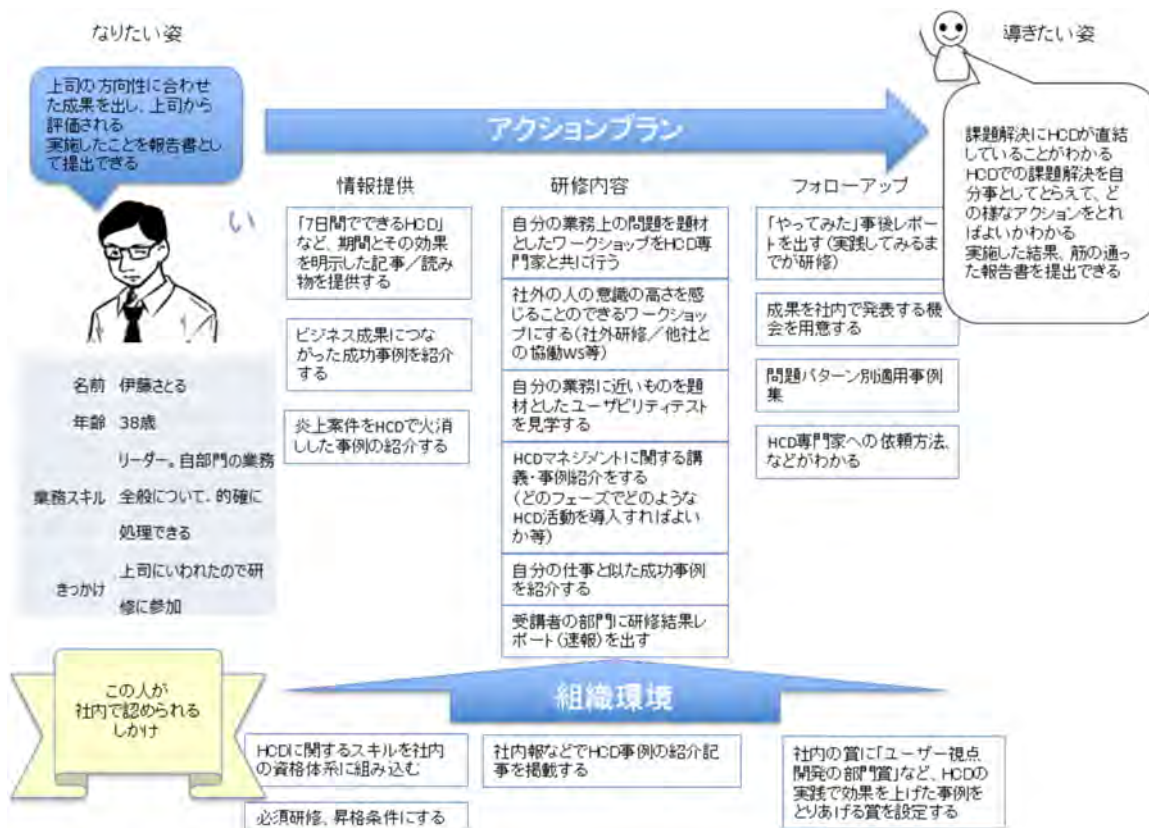 なりたい姿
導きたい姿
上司の方向性に合わせ
た成果を出し、上司から
評価される
実施したことを報告書とし
て提出できる
アクションプラン
課題解決にHCDが直結
していることがわかる
HCDでの課題解決を自
分事としてとらえて、ど
の様なアクションをとれ
ばよいかわかる
実施した結果、筋の通っ
た報告書を提出できる
い
情報提供
「7日間でできるHCD」
など、期間とその効果
を明示した記事／読み
物を提供する
ビジネス成果につな
がった成功事例を紹介
する
炎上案件をHCDで火消
しした事例の紹介する
研修内容
自分の業務上の問題を題材
としたワークショップをHCD専
門家と共に行う
社外の人の意識の高さを感
じることのできるワークショッ
プにする(社外研修／他社と
の協働WS等)
自分の業務に近いものを題
材としたユーザビリティテスト
を見学する
HCDマネジメントに関する講
義・事例紹介をする
(どのフェーズでどのような
HCD活動を導入すればよい
か等)
自分の仕事と似た成功事例
を紹介する
受講者の部門に研修結果レ
ポート(速報)を出す
フォローアップ
「やってみた」事後レポー
トを出す(実践してみるま
でが研修)
成果を社内で発表する機
会を用意する
問題パターン別適用事例
集
HCD専門家への依頼方法、
などがわかる
名前 伊藤さとる
年齢 38歳
リーダー。自部門の業務
業務スキル 全般について、的確に
処理できる
上司にいわれたので研
きっかけ
修に参加
この人が
社内で認められる
しかけ
組織環境
HCDに関するスキルを社内
の資格体系に組み込む
必須研修、昇格条件にする
社内報などでHCD事例の紹介記
事を掲載する
社内の賞に「ユーザー視点
開発の部門賞」など、HCDの
実践で効果を上げた事例を
とりあげる賞を設定する